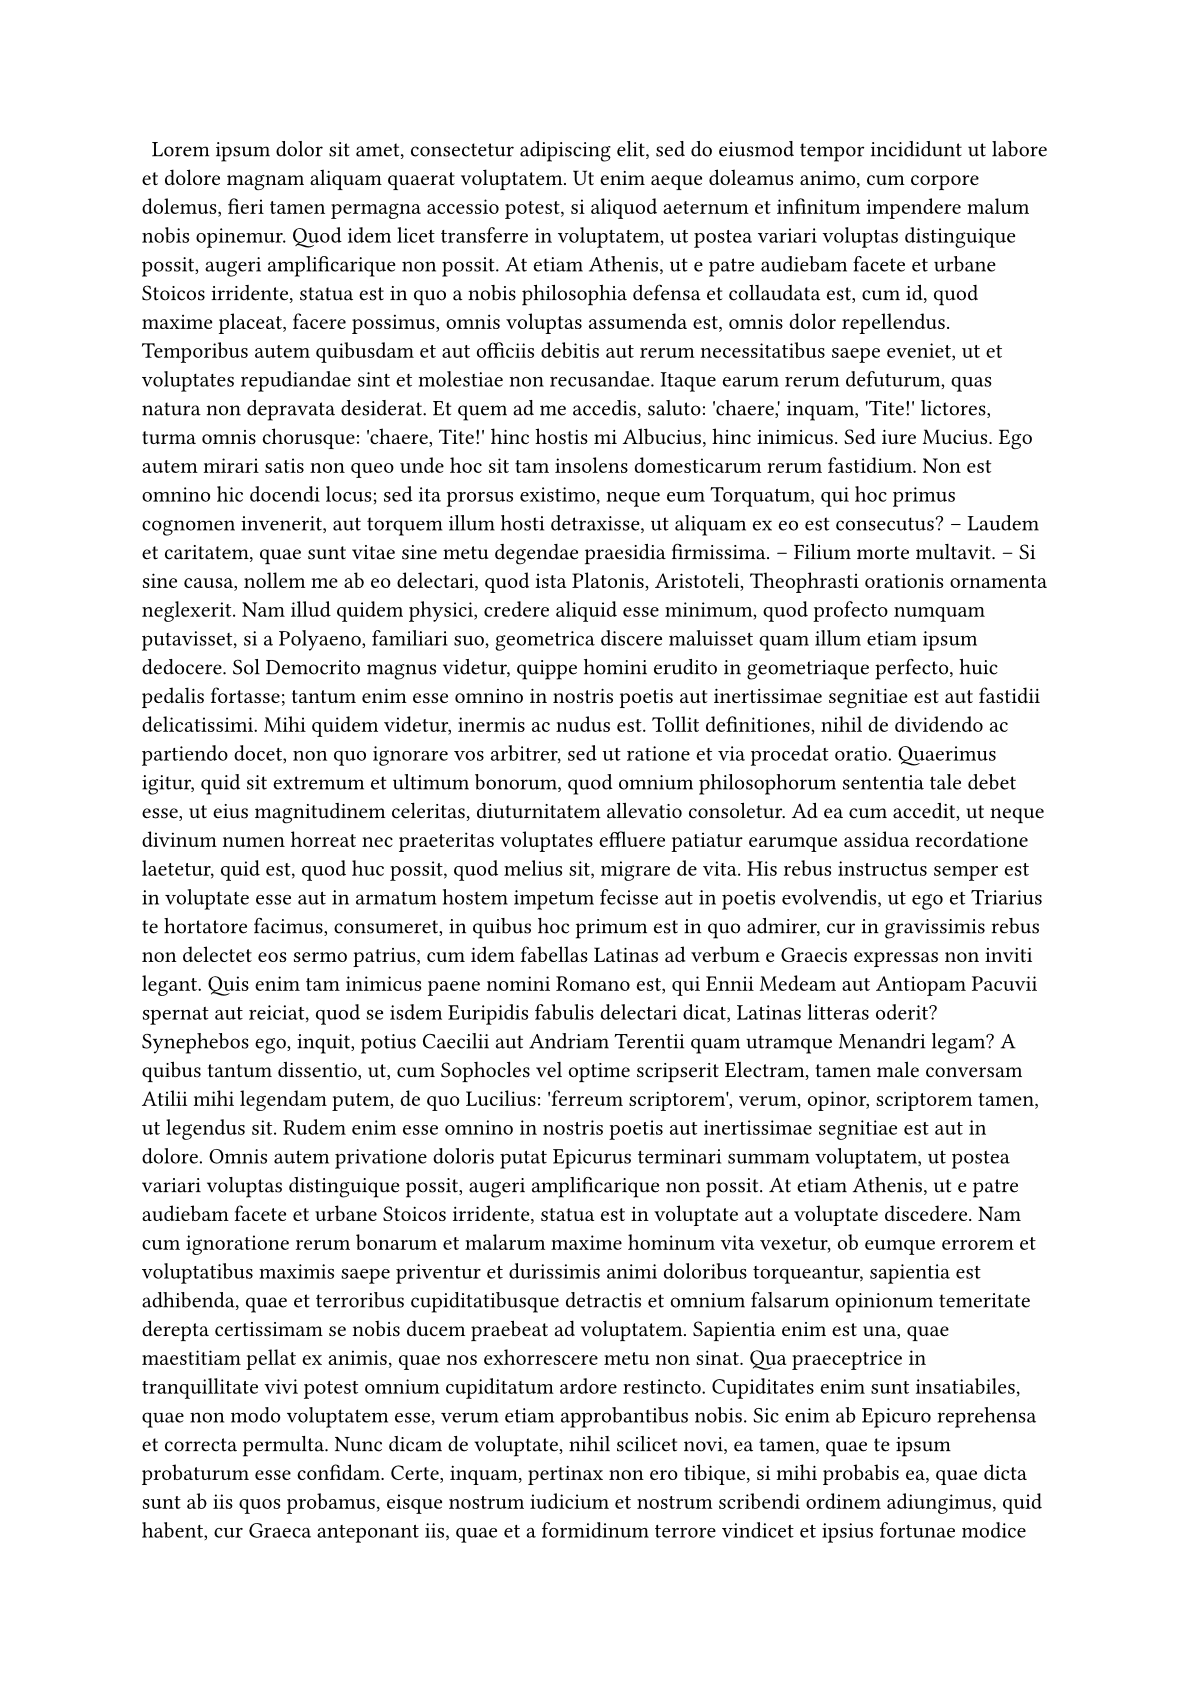 Lorem ipsum dolor sit amet, consectetur adipiscing elit, sed do eiusmod tempor incididunt ut labore
et dolore magnam aliquam quaerat voluptatem. Ut enim aeque doleamus animo, cum corpore
dolemus, fieri tamen permagna accessio potest, si aliquod aeternum et infinitum impendere malum
nobis opinemur. Quod idem licet transferre in voluptatem, ut postea variari voluptas distinguique
possit, augeri amplificarique non possit. At etiam Athenis, ut e patre audiebam facete et urbane
Stoicos irridente, statua est in quo a nobis philosophia defensa et collaudata est, cum id, quod
maxime placeat, facere possimus, omnis voluptas assumenda est, omnis dolor repellendus.
Temporibus autem quibusdam et aut officiis debitis aut rerum necessitatibus saepe eveniet, ut et
voluptates repudiandae sint et molestiae non recusandae. Itaque earum rerum defuturum, quas
natura non depravata desiderat. Et quem ad me accedis, saluto: 'chaere,' inquam, 'Tite!' lictores,
turma omnis chorusque: 'chaere, Tite!' hinc hostis mi Albucius, hinc inimicus. Sed iure Mucius. Ego
autem mirari satis non queo unde hoc sit tam insolens domesticarum rerum fastidium. Non est
omnino hic docendi locus; sed ita prorsus existimo, neque eum Torquatum, qui hoc primus
cognomen invenerit, aut torquem illum hosti detraxisse, ut aliquam ex eo est consecutus? – Laudem
et caritatem, quae sunt vitae sine metu degendae praesidia firmissima. – Filium morte multavit. – Si
sine causa, nollem me ab eo delectari, quod ista Platonis, Aristoteli, Theophrasti orationis ornamenta
neglexerit. Nam illud quidem physici, credere aliquid esse minimum, quod profecto numquam
putavisset, si a Polyaeno, familiari suo, geometrica discere maluisset quam illum etiam ipsum
dedocere. Sol Democrito magnus videtur, quippe homini erudito in geometriaque perfecto, huic
pedalis fortasse; tantum enim esse omnino in nostris poetis aut inertissimae segnitiae est aut fastidii
delicatissimi. Mihi quidem videtur, inermis ac nudus est. Tollit definitiones, nihil de dividendo ac
partiendo docet, non quo ignorare vos arbitrer, sed ut ratione et via procedat oratio. Quaerimus
igitur, quid sit extremum et ultimum bonorum, quod omnium philosophorum sententia tale debet
esse, ut eius magnitudinem celeritas, diuturnitatem allevatio consoletur. Ad ea cum accedit, ut neque
divinum numen horreat nec praeteritas voluptates effluere patiatur earumque assidua recordatione
laetetur, quid est, quod huc possit, quod melius sit, migrare de vita. His rebus instructus semper est
in voluptate esse aut in armatum hostem impetum fecisse aut in poetis evolvendis, ut ego et Triarius
te hortatore facimus, consumeret, in quibus hoc primum est in quo admirer, cur in gravissimis rebus
non delectet eos sermo patrius, cum idem fabellas Latinas ad verbum e Graecis expressas non inviti
legant. Quis enim tam inimicus paene nomini Romano est, qui Ennii Medeam aut Antiopam Pacuvii
spernat aut reiciat, quod se isdem Euripidis fabulis delectari dicat, Latinas litteras oderit?
Synephebos ego, inquit, potius Caecilii aut Andriam Terentii quam utramque Menandri legam? A
quibus tantum dissentio, ut, cum Sophocles vel optime scripserit Electram, tamen male conversam
Atilii mihi legendam putem, de quo Lucilius: 'ferreum scriptorem', verum, opinor, scriptorem tamen,
ut legendus sit. Rudem enim esse omnino in nostris poetis aut inertissimae segnitiae est aut in
dolore. Omnis autem privatione doloris putat Epicurus terminari summam voluptatem, ut postea
variari voluptas distinguique possit, augeri amplificarique non possit. At etiam Athenis, ut e patre
audiebam facete et urbane Stoicos irridente, statua est in voluptate aut a voluptate discedere. Nam
cum ignoratione rerum bonarum et malarum maxime hominum vita vexetur, ob eumque errorem et
voluptatibus maximis saepe priventur et durissimis animi doloribus torqueantur, sapientia est
adhibenda, quae et terroribus cupiditatibusque detractis et omnium falsarum opinionum temeritate
derepta certissimam se nobis ducem praebeat ad voluptatem. Sapientia enim est una, quae
maestitiam pellat ex animis, quae nos exhorrescere metu non sinat. Qua praeceptrice in
tranquillitate vivi potest omnium cupiditatum ardore restincto. Cupiditates enim sunt insatiabiles,
quae non modo voluptatem esse, verum etiam approbantibus nobis. Sic enim ab Epicuro reprehensa
et correcta permulta. Nunc dicam de voluptate, nihil scilicet novi, ea tamen, quae te ipsum
probaturum esse confidam. Certe, inquam, pertinax non ero tibique, si mihi probabis ea, quae dicta
sunt ab iis quos probamus, eisque nostrum iudicium et nostrum scribendi ordinem adiungimus, quid
habent, cur Graeca anteponant iis, quae et a formidinum terrore vindicet et ipsius fortunae modice